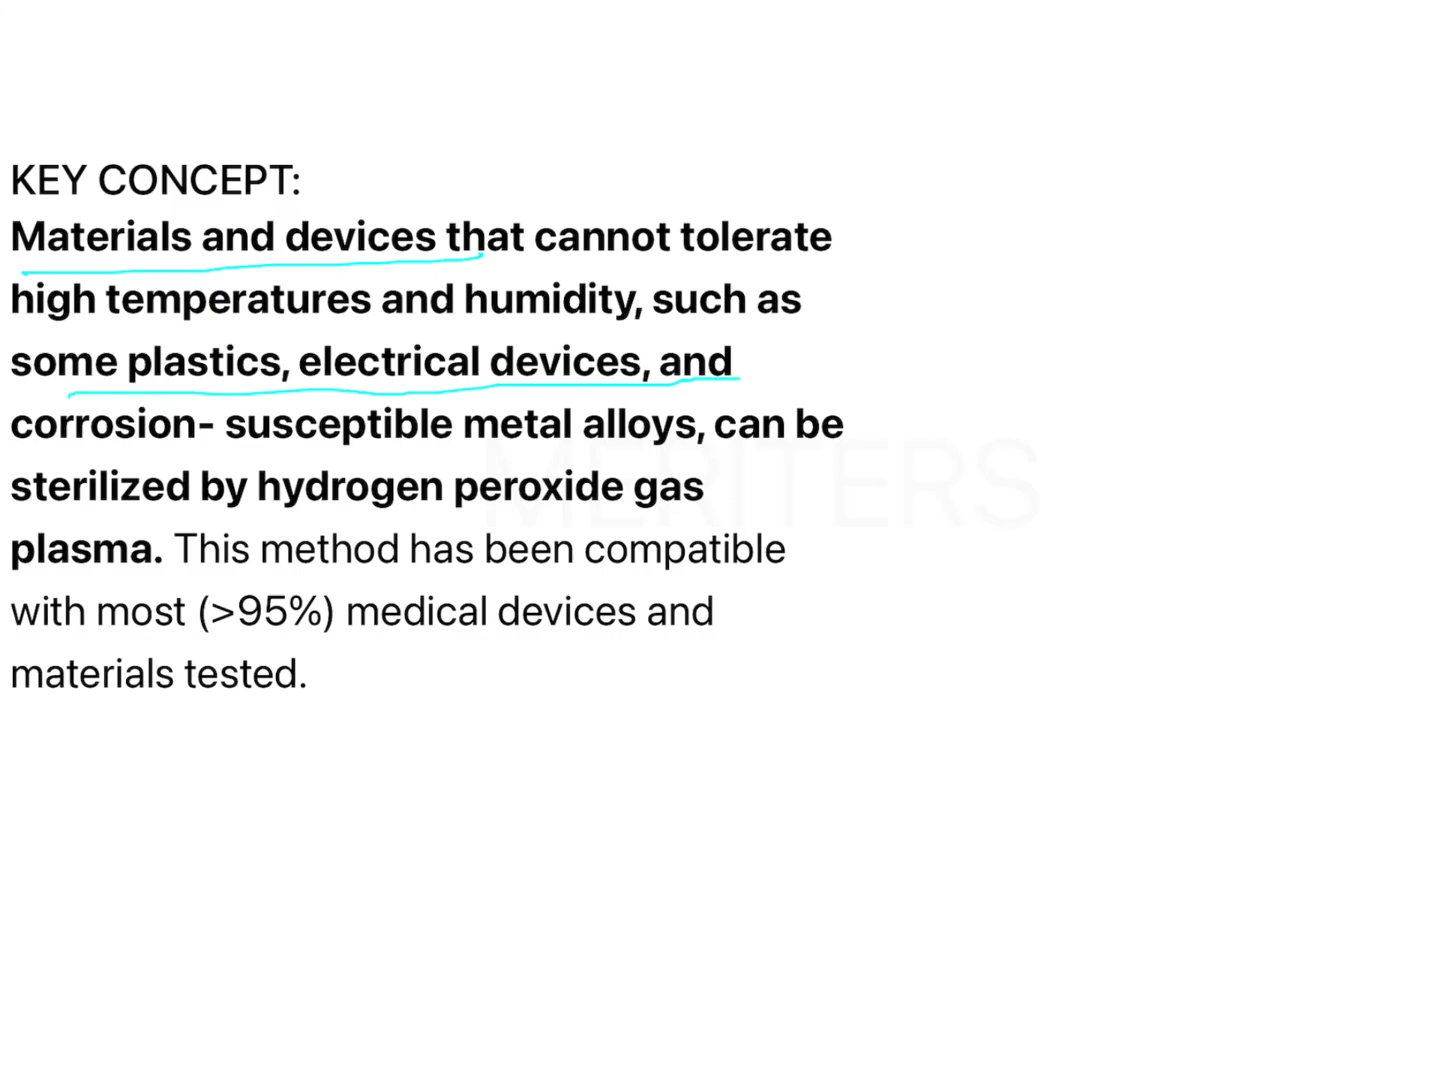 KEY CONCEPT:
Materials and devices that cannot tolerate
high temperatures and humidity, such as
some plastics, electrical devices, and
corrosion- susceptible metal alloys, can be
sterilized by hydrogen peroxide gas
plasma. This method has been compatible
with most (>95%) medical devices and
materials tested.
MERITERS